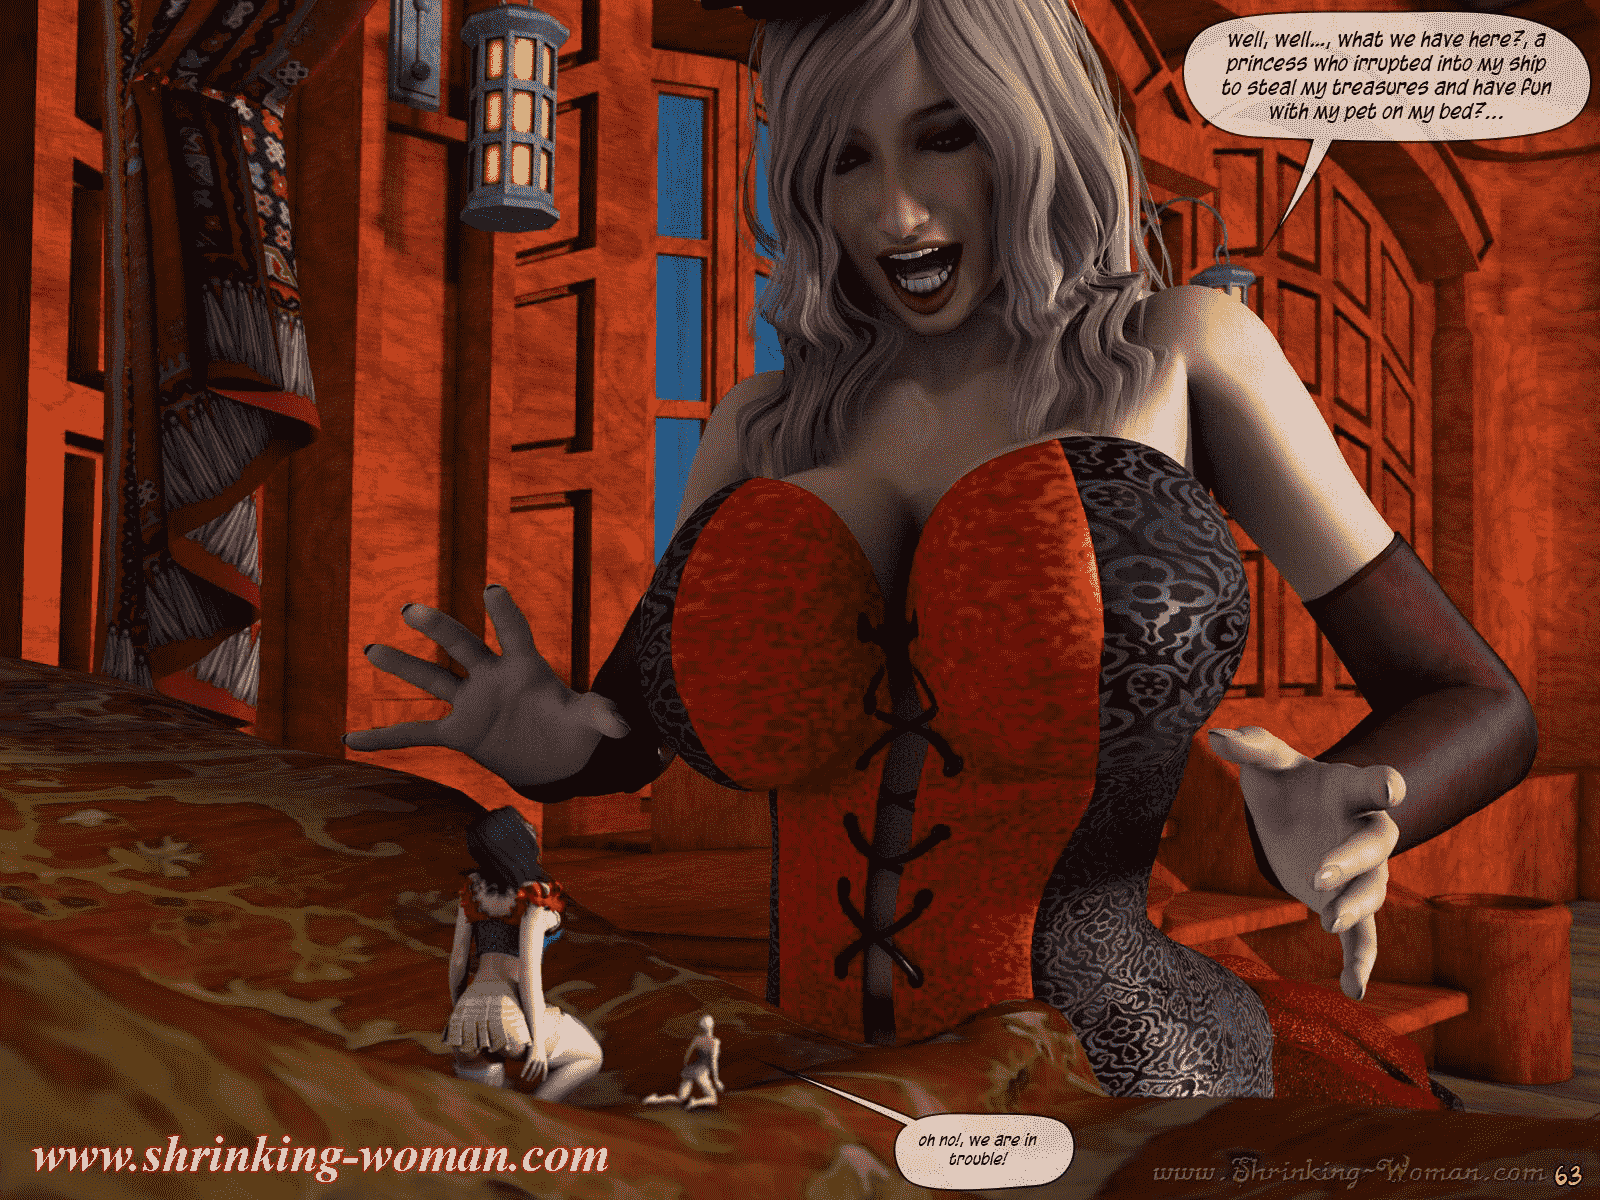 well, well..., what we have here?, a
princess who irrupted into my ship
to steal my treasures and have fun
with my pet on my bed?...
oh no!, we are in
trouble!
www.shrinking-woman.com
www.Shrinking-Woman.com 63